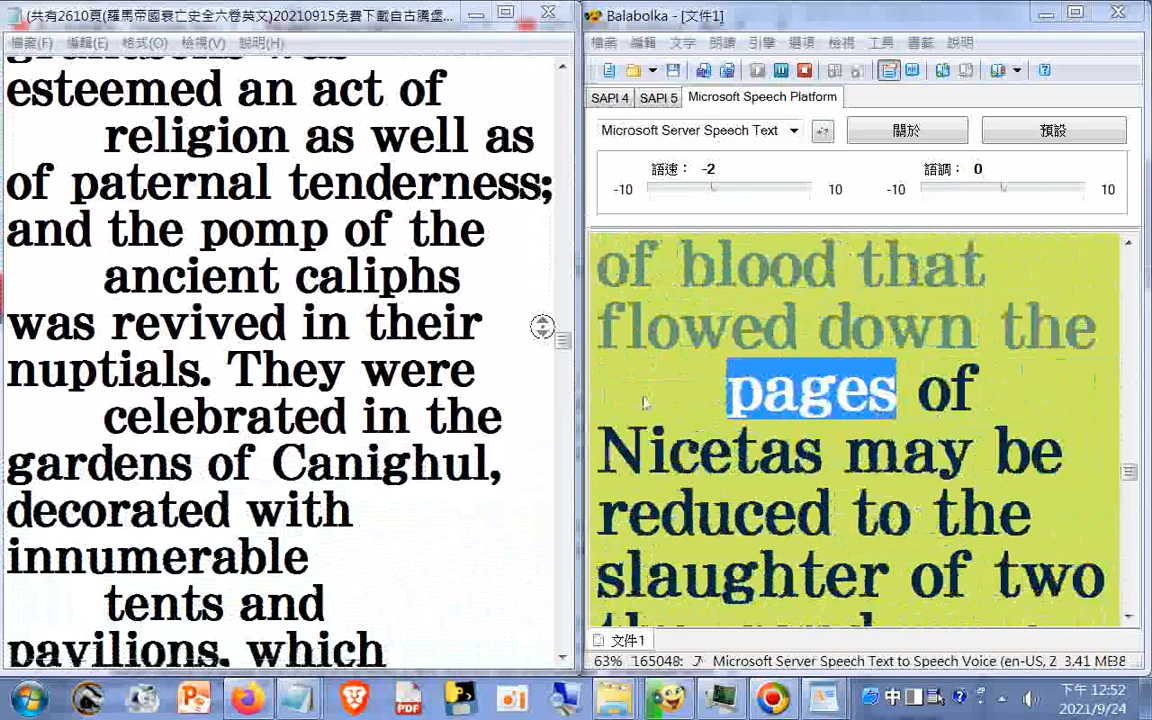 (共有2610頁(羅馬帝國衰亡史全六卷英文)20210915免費下載自古騰堡...
檔案(F) 編輯(E) 格式(O) 檢視(V) 說明(H)
esteemed an act of
religion as well as
of paternal tenderness;
and the pomp of the
ancient caliphs
was revived in their
nuptials. They were
celebrated in the
gardens of Canighul,
decorated with
innumerable
tents and
pavilions, which
Balabolka - [文件1]
檔案 編輯 文字 朗讀 引擎 選項 檢視 工具 書籤 說明
SAPI 4 SAPI 5 Microsoft Speech Platform
Microsoft Server Speech Text 關於 預設
語速: -2 語調: 0
-10 10 -10 10
of blood that
flowed down the
pages of
Nicetas may be
reduced to the
slaughter of two
文件1
63% 165048: Microsoft Server Speech Text to Speech Voice (en-US, Z 3.41 MB
中
下午 12:52
2021/9/24